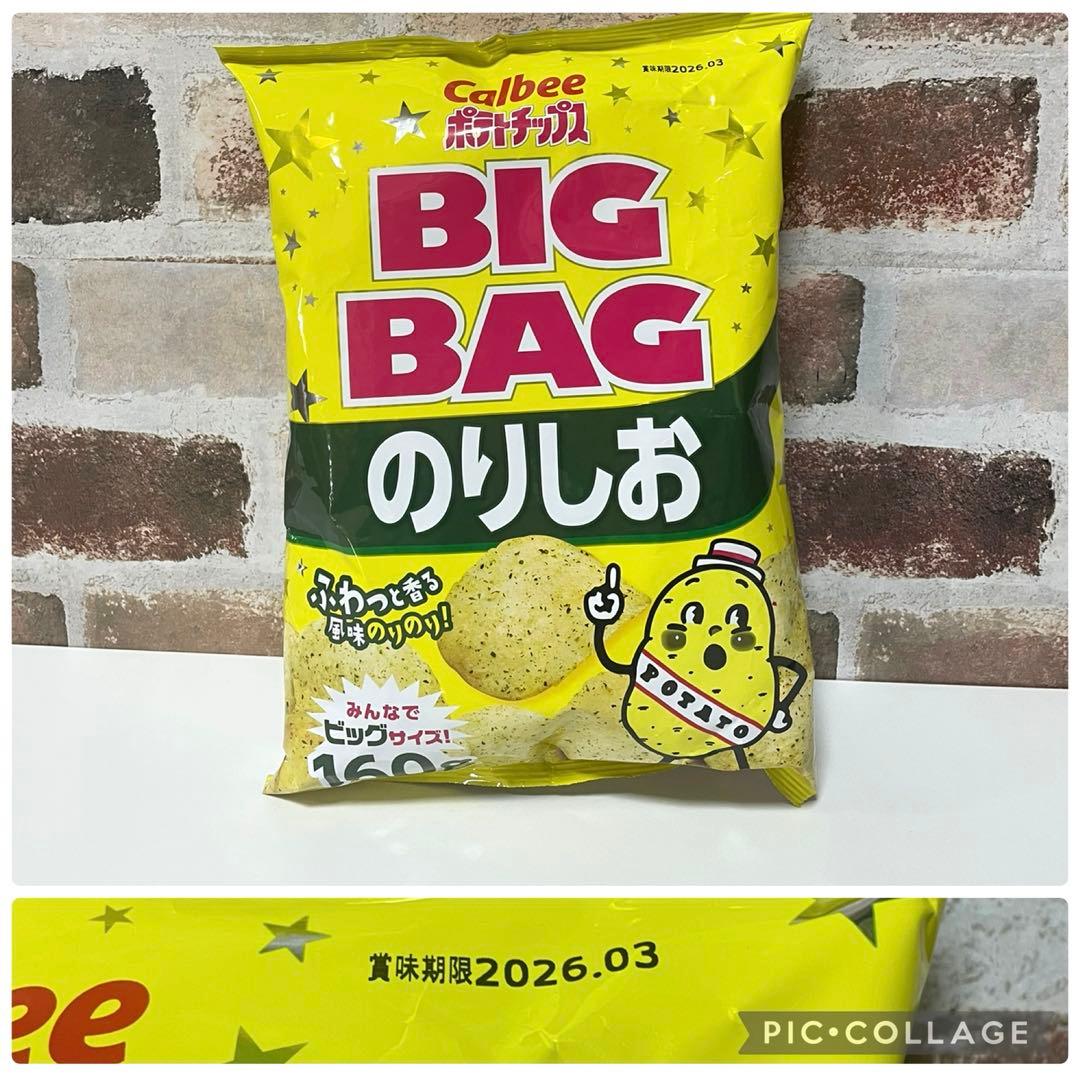 賞味期限2026.03
Calbee
ポテトチップス
BIG
BAG
のりしお
ふわっと香る
風味のりのり!
POTATO
みんなで
ビッグサイズ!
160g
ee
賞味期限2026.03
PIC•COLLAGE